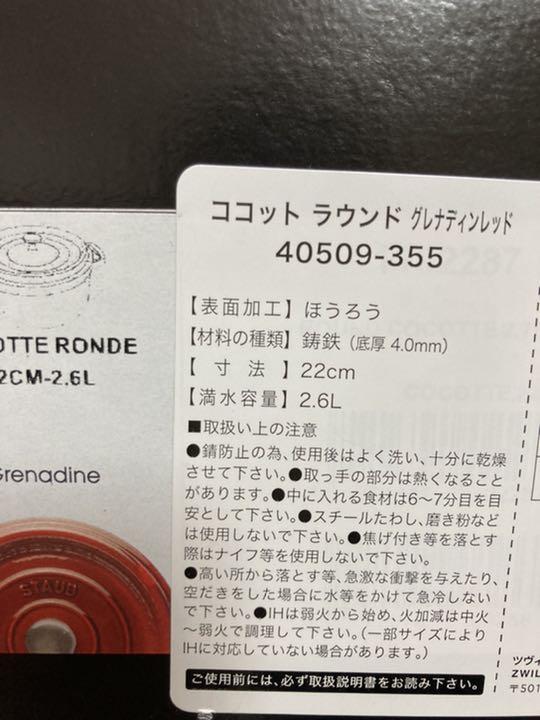 ココット ラウンド グレナディンレッド
40509-355
【表面加工】ほうろう
【材料の種類】鋳鉄（底厚 4.0mm）
【 寸 法 】22cm
【満水容量】2.6L
■取扱い上の注意
●錆防止の為、使用後はよく洗い、十分に乾燥
させて下さい。●取っ手の部分は熱くなること
があります。●中に入れる食材は6〜7分目を目
安として下さい。●スチールたわし、磨き粉など
は使用しないで下さい。●焦げ付き等を落とす
際はナイフ等を使用しないで下さい。
●高い所から落とす等、急激な衝撃を与えたり、
空だきをした場合に水等をかけて急冷しない
で下さい。●IHは弱火から始め、火加減は中火
〜弱火で調理して下さい。（一部サイズにより
IHに対応していない場合があります。）
ご使用前には、必ず取扱説明書をお読み下さい。
OTTE RONDE
2CM-2.6L
Grenadine
STAUB
ツヴィ
ZWIL
〒501